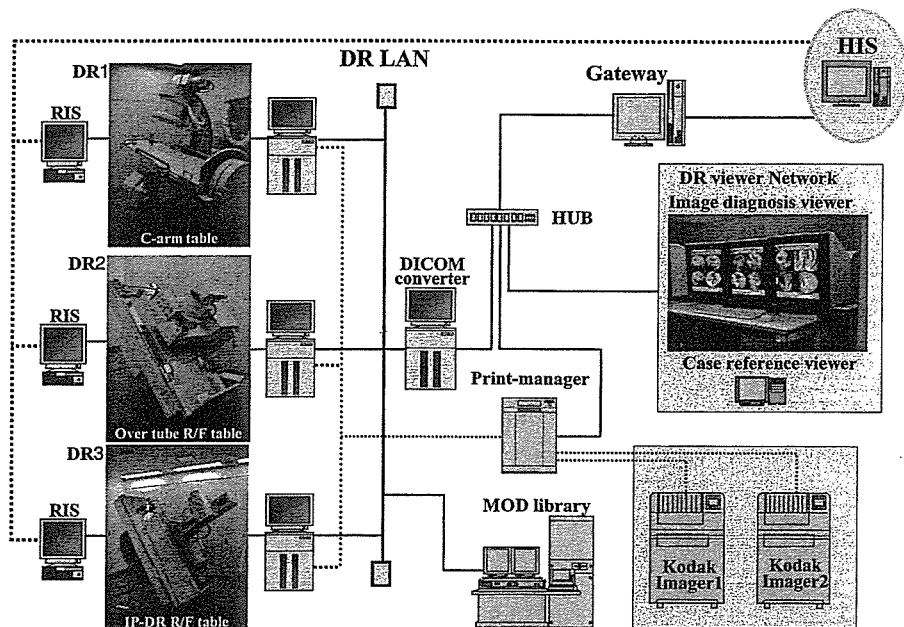 DR LAN
HIS
Gateway
DR1
RIS
C-arm table
HUB
DR viewer Network
Image diagnosis viewer
DR2
RIS
Over tube R/F table
DICOM
converter
Case reference viewer
Print-manager
DR3
RIS
IP-DR R/F table
MOD library
Kodak
Imager1
Kodak
Imager2